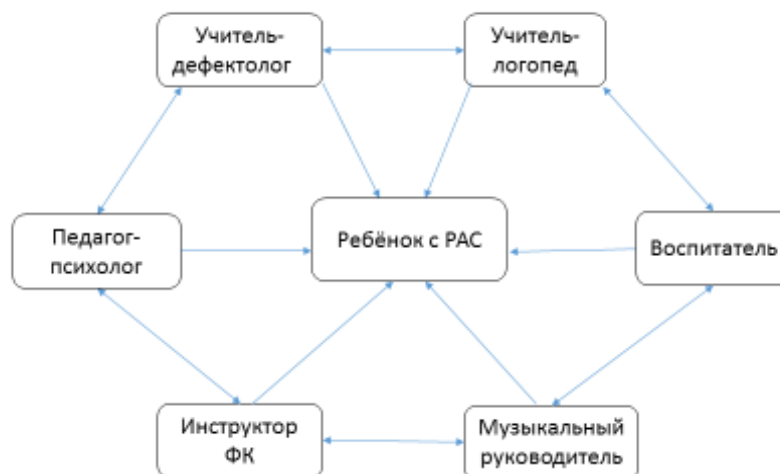 Учитель-
дефектолог
Учитель-
логопед
Педагог-
психолог
Ребёнок с РАС
Воспитатель
Инструктор
ФК
Музыкальный
руководитель